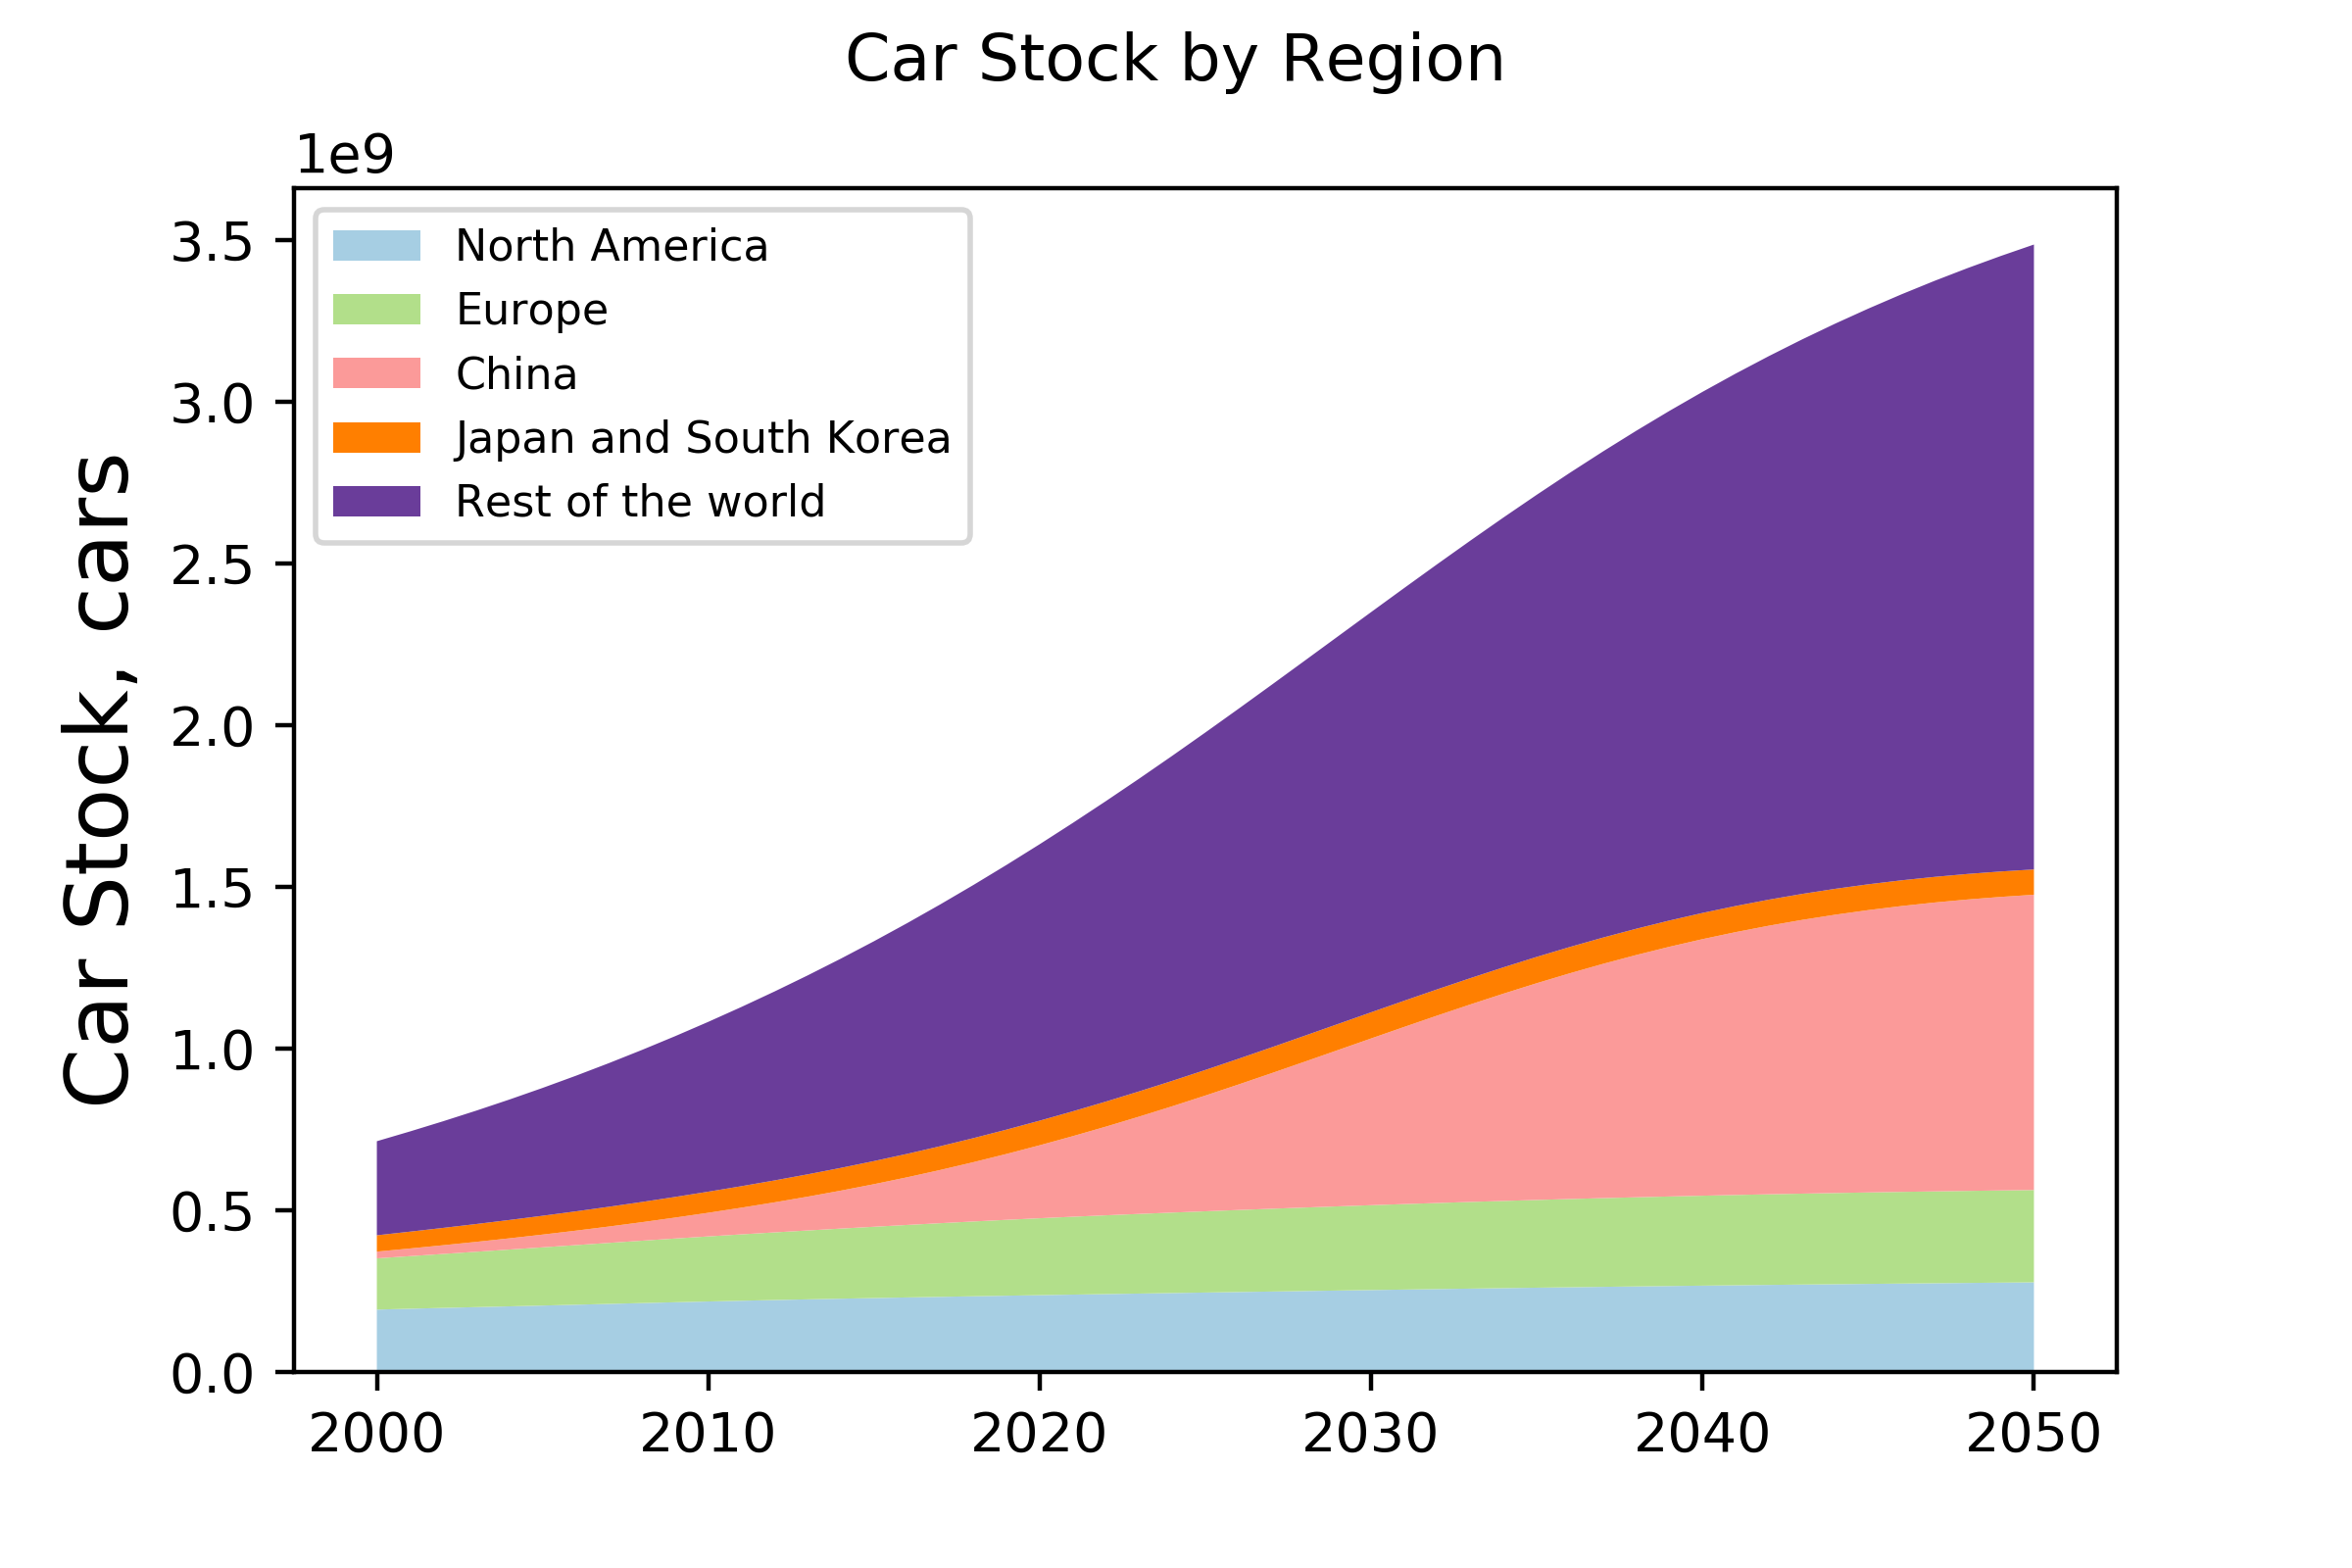 Car Stock by Region
1e9
3.5
3.0
2.5
2.0
1.5
1.0
0.5
0.0
Car Stock, cars
North America
Europe
China
Japan and South Korea
Rest of the world
2000 2010 2020 2030 2040 2050